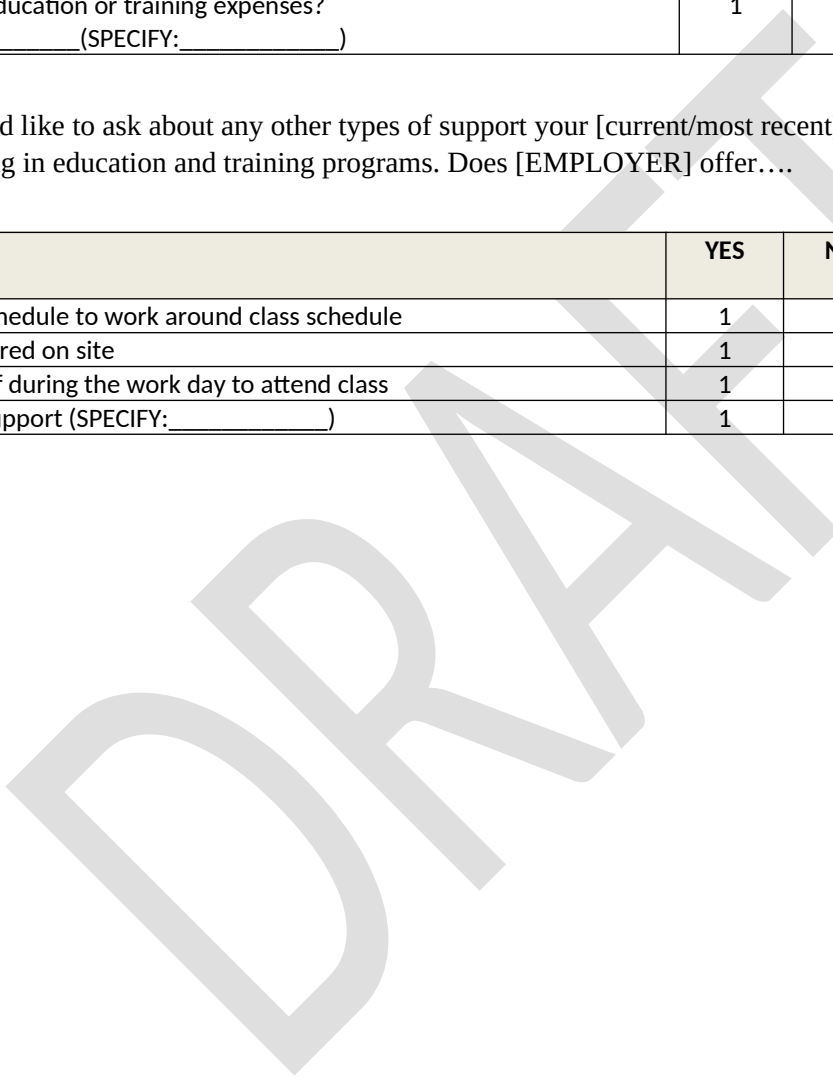 ducation or training expenses? 1
______(SPECIFY:____________)
d like to ask about any other types of support your [current/most recent
g in education and training programs. Does [EMPLOYER] offer….
YES N
hedule to work around class schedule 1
red on site 1
f during the work day to attend class 1
pport (SPECIFY:____________) 1
DRAFT